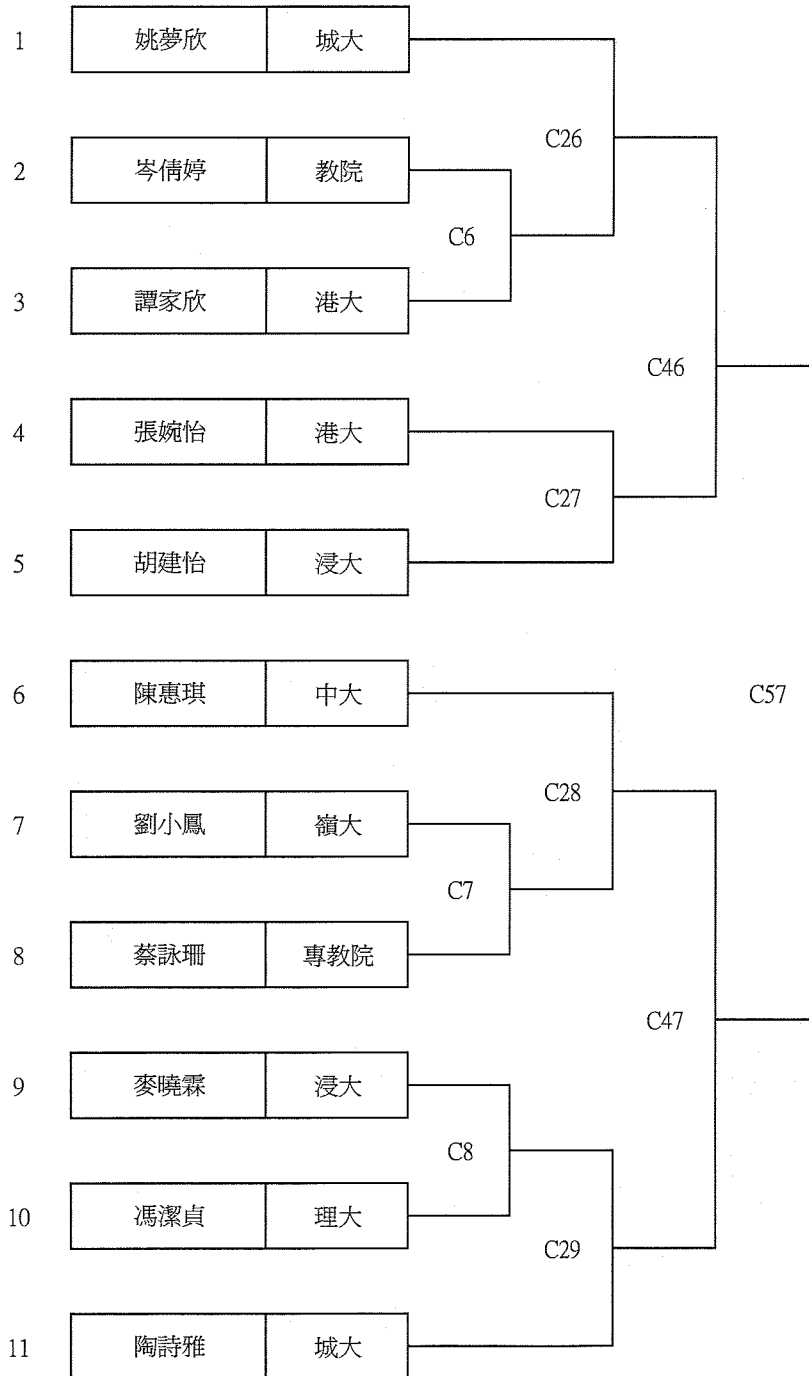 1 姚夢欣 城大
C26
2 岑倩婷 教院
C6
3 譚家欣 港大
C46
4 張婉怡 港大
C27
5 胡建怡 浸大
6 陳惠琪 中大
C57
C28
7 劉小鳳 嶺大
C7
8 蔡詠珊 專教院
C47
9 麥曉霖 浸大
C8
10 馮潔貞 理大
C29
11 陶詩雅 城大